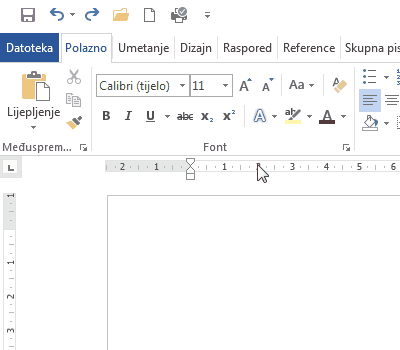 Datoteka Polazno Umetanje Dizajn Raspored Reference Skupna pis
Calibri (tijelo) 11 A A Aa
Lijepljenje B I U abc x₂ x² A aby A
Međusprem... Font
L 2 1 1 2 3 4 5 6
1
1
2
3